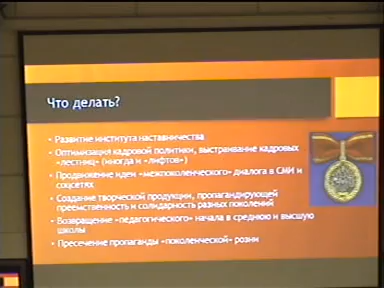 Что делать?
• Развитие института наставничества
• Оптимизация кадровой политики, выстраивание кадровых
«лестниц» (иногда и «лифтов»)
• Продвижение идеи «межпоколенческого» диалога в СМИ и
соцсетях
• Создание творческой продукции, пропагандирующей
преемственность и солидарность разных поколений
• Возвращение «педагогического» начала в среднюю и высшую
школы
• Пресечение пропаганды «поколенческой» розни